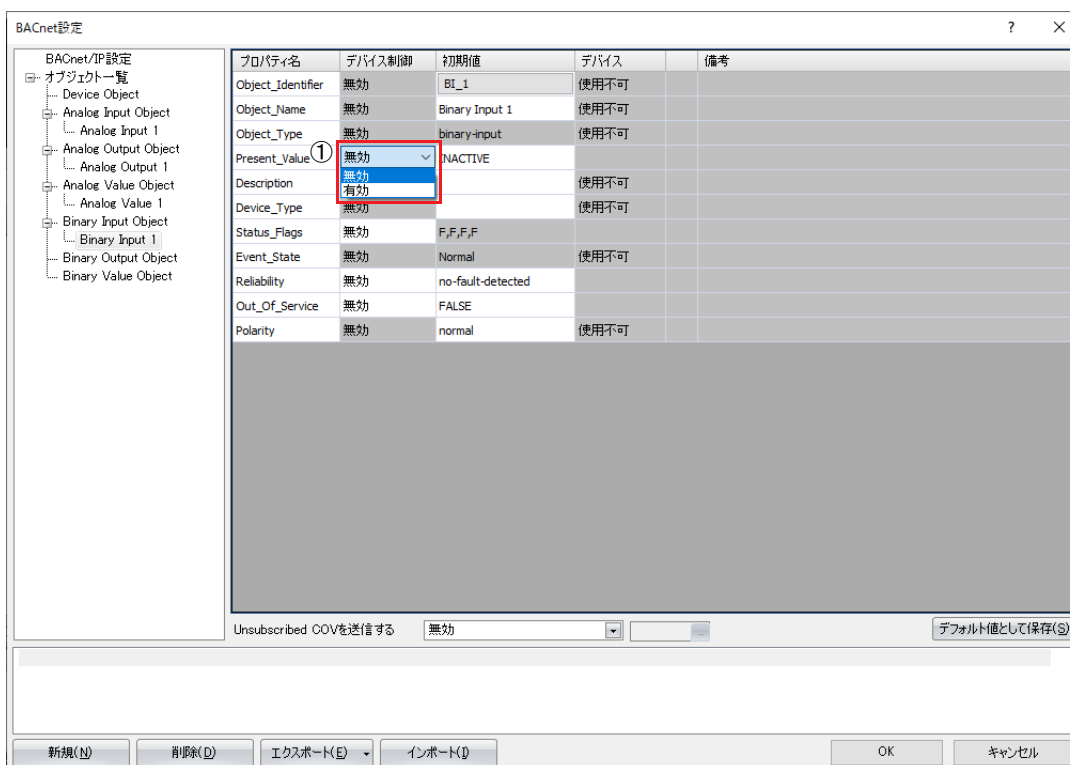 BACnet設定
?
BACnet/IP設定
オブジェクト一覧
Device Object
Analog Input Object
Analog Input 1
Analog Output Object
Analog Output 1
Analog Value Object
Analog Value 1
Binary Input Object
Binary Input 1
Binary Output Object
Binary Value Object
プロパティ名 デバイス制御 初期値 デバイス 備考
Object_Identifier 無効 BI_1 使用不可
Object_Name 無効 Binary Input 1 使用不可
Object_Type 無効 binary-input 使用不可
Present_Value ① 無効 INACTIVE
無効
有効
Description 使用不可
Device_Type 無効 使用不可
Status_Flags 無効 F,F,F,F
Event_State 無効 Normal 使用不可
Reliability 無効 no-fault-detected
Out_Of_Service 無効 FALSE
Polarity 無効 normal 使用不可
Unsubscribed COVを送信する 無効 ... デフォルト値として保存(S)
新規(N) 削除(D) エクスポート(E) インポート(I) OK キャンセル